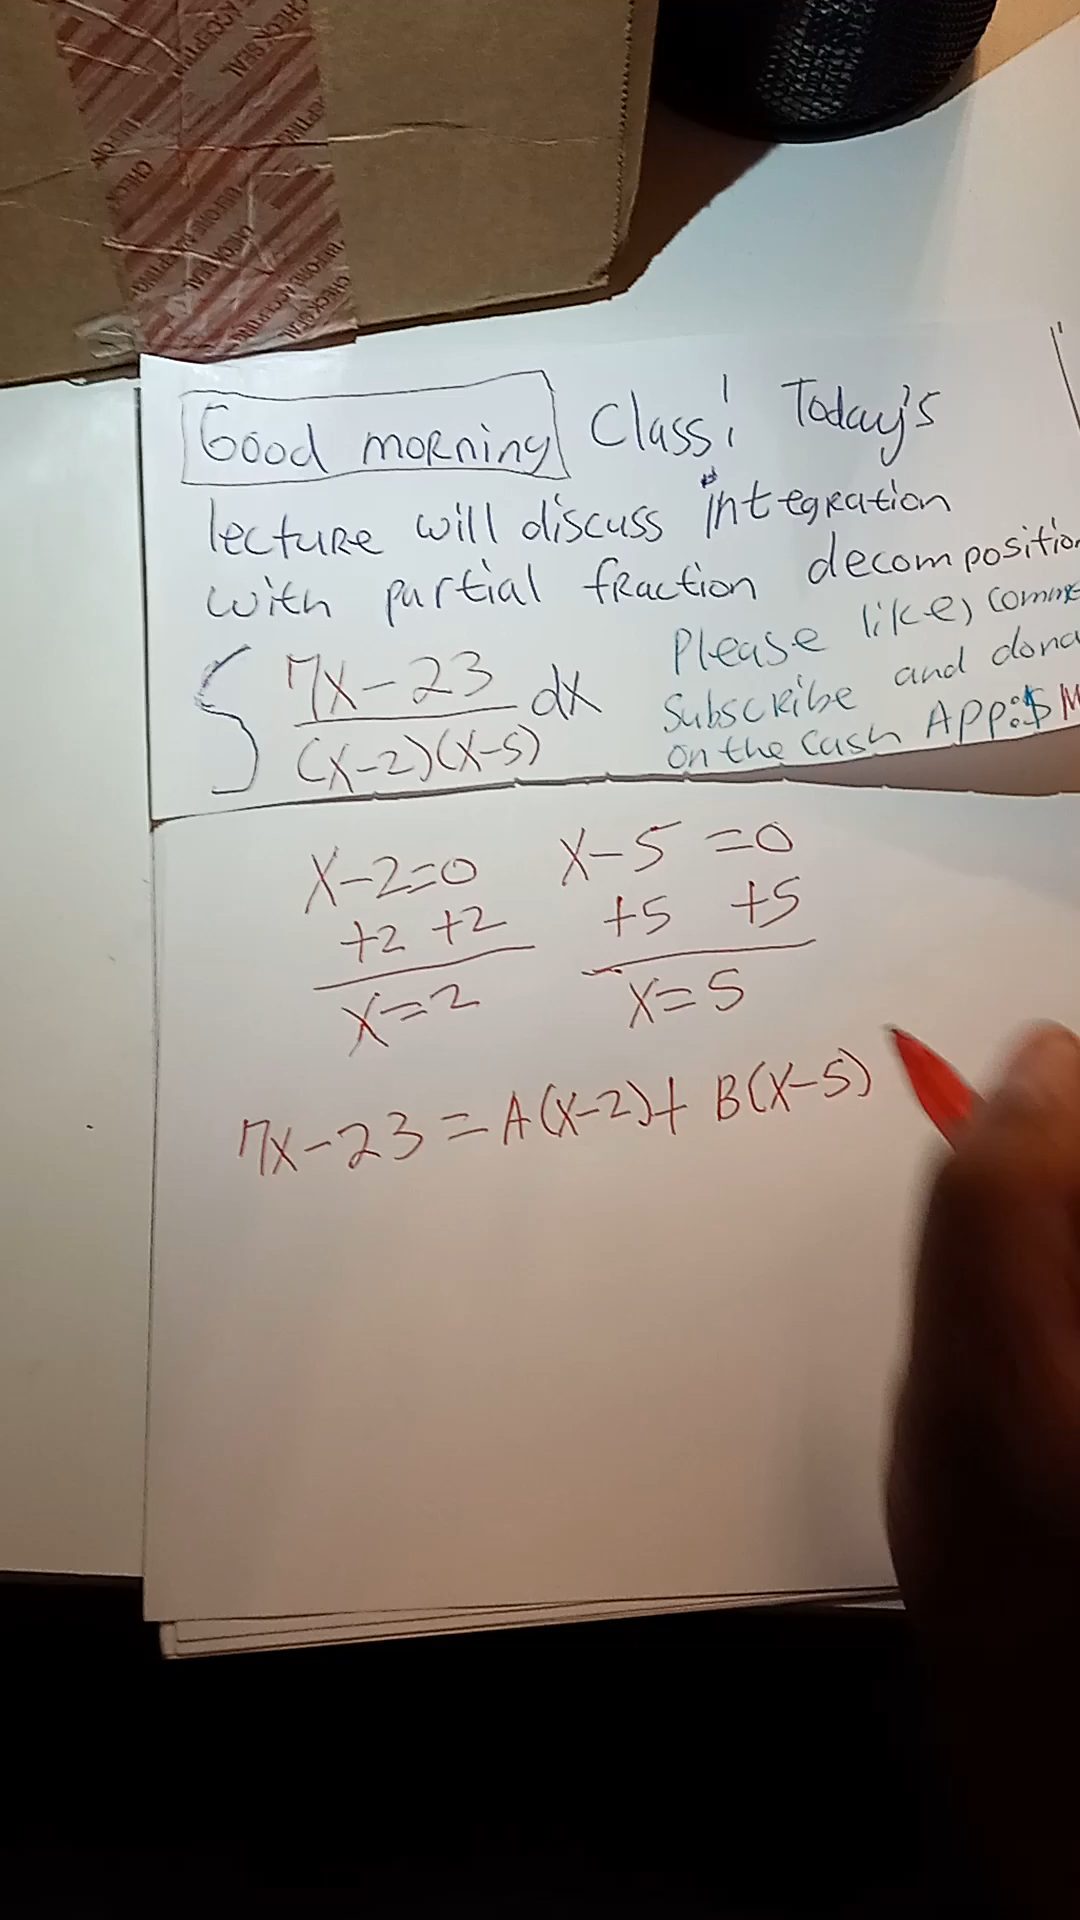 Good morning Class! Today's
lecture will discuss integration
with partial fraction decomposition
∫ 7x-23 / (x-2)(x-5) dx
Please like, comme
Subscribe and dona
on the Cash APP:$M
x-2=0 x-5=0
+2 +2 +5 +5
x=2 x=5
7x-23=A(x-2)+B(x-5)